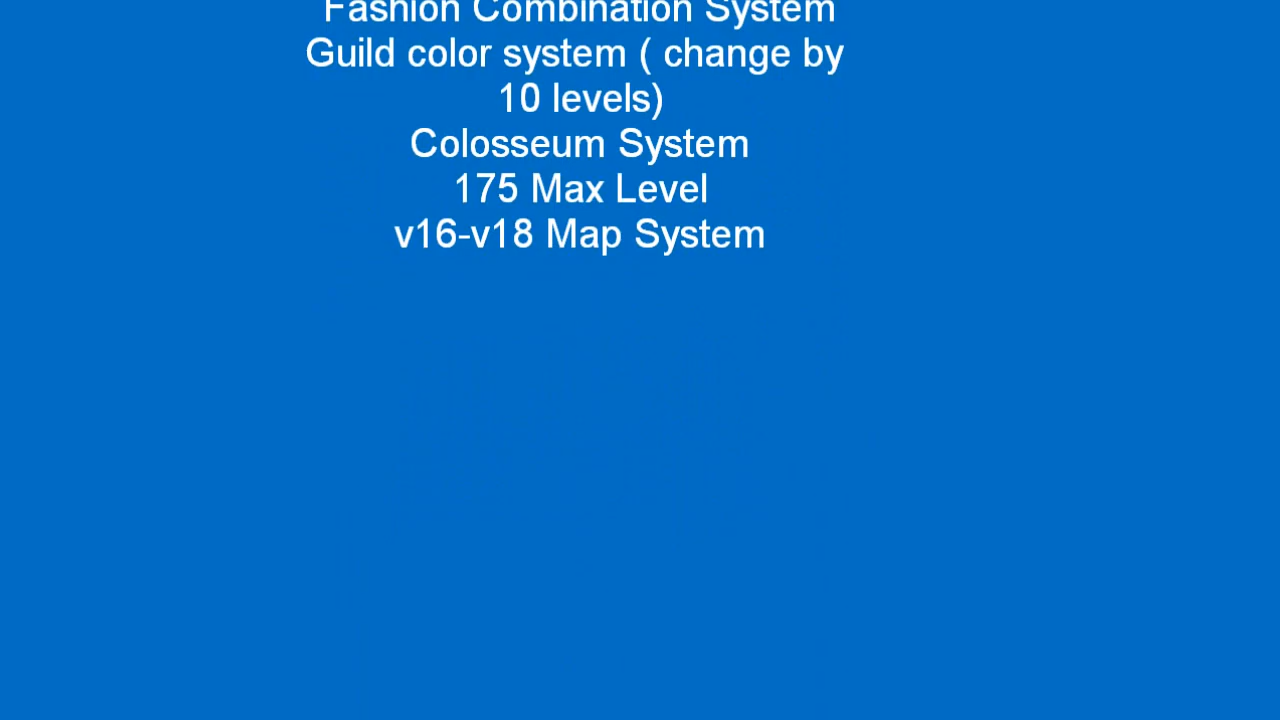 Fashion Combination System
Guild color system ( change by
10 levels)
Colosseum System
175 Max Level
v16-v18 Map System